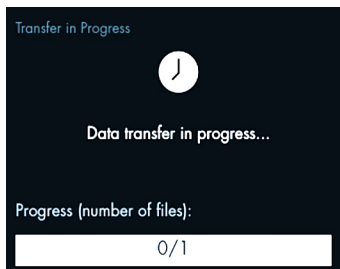 Transfer in Progress
Data transfer in progress...
Progress (number of files):
0/1